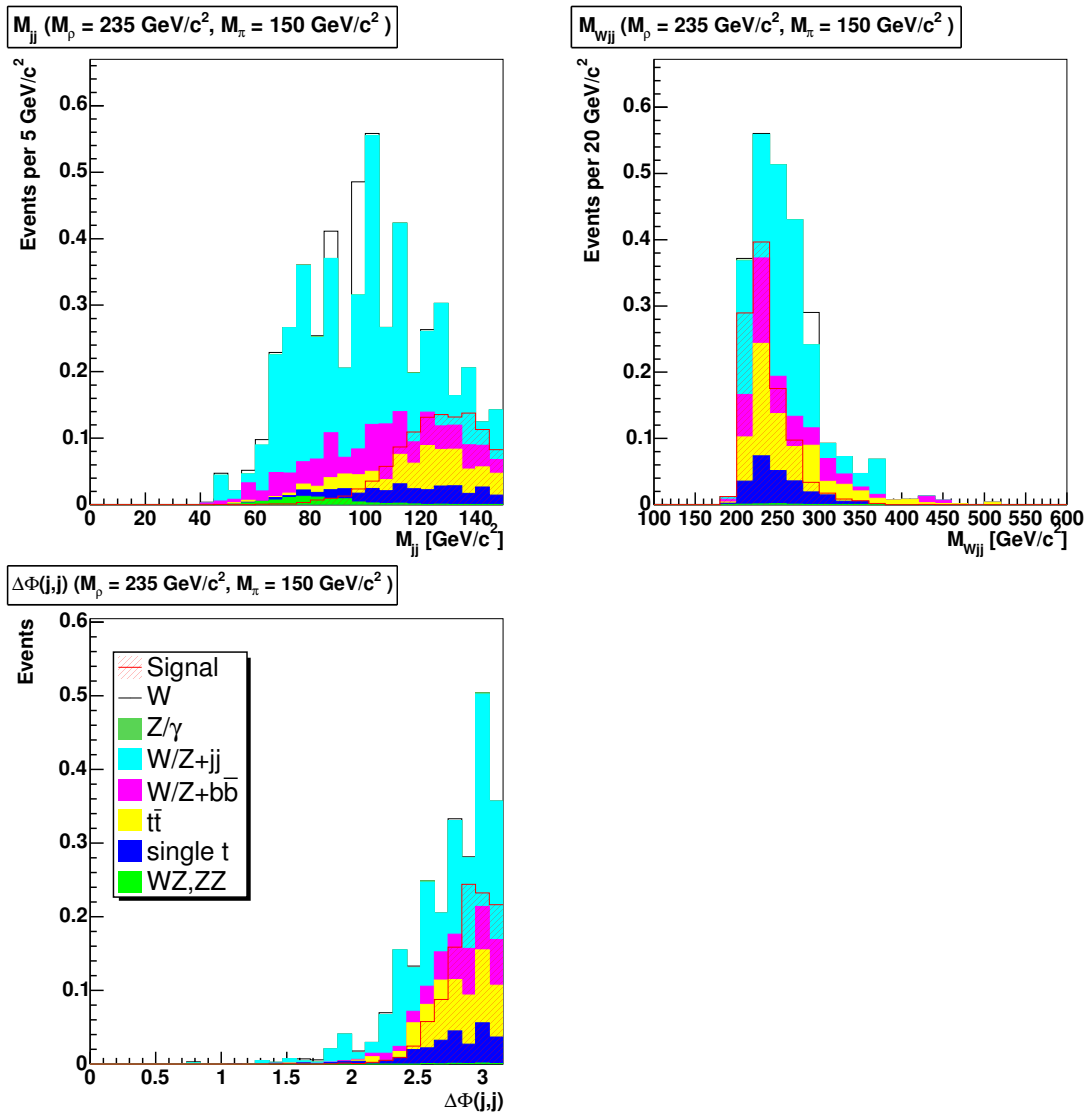 M_jj (M_ρ = 235 GeV/c², M_π = 150 GeV/c² )
Events per 5 GeV/c²
0.6
0.5
0.4
0.3
0.2
0.1
0
0 20 40 60 80 100 120 140
M_jj [GeV/c²]
M_Wjj (M_ρ = 235 GeV/c², M_π = 150 GeV/c² )
Events per 20 GeV/c²
0.6
0.5
0.4
0.3
0.2
0.1
0
100 150 200 250 300 350 400 450 500 550 600
M_Wjj [GeV/c²]
ΔΦ(j,j) (M_ρ = 235 GeV/c², M_π = 150 GeV/c² )
Events
0.6
0.5
0.4
0.3
0.2
0.1
0
Signal
W
Z/γ
W/Z+jj
W/Z+bb̄
tt̄
single t
WZ,ZZ
0 0.5 1 1.5 2 2.5 3
ΔΦ(j,j)